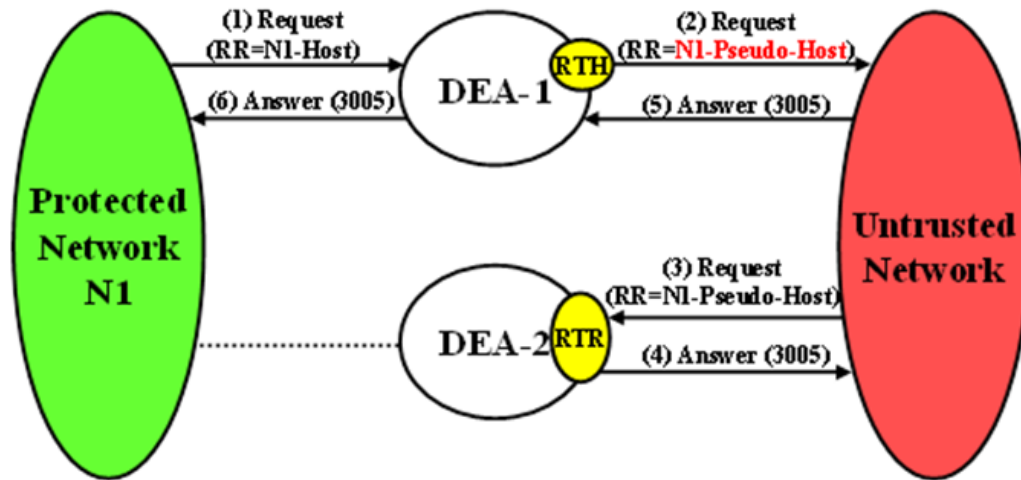 (1) Request
(RR=N1-Host)
(2) Request
(RR=N1-Pseudo-Host)
RTH
DEA-1
(6) Answer (3005)
(5) Answer (3005)
Protected
Network
N1
Untrusted
Network
(3) Request
(RR=N1-Pseudo-Host)
DEA-2
RTR
(4) Answer (3005)